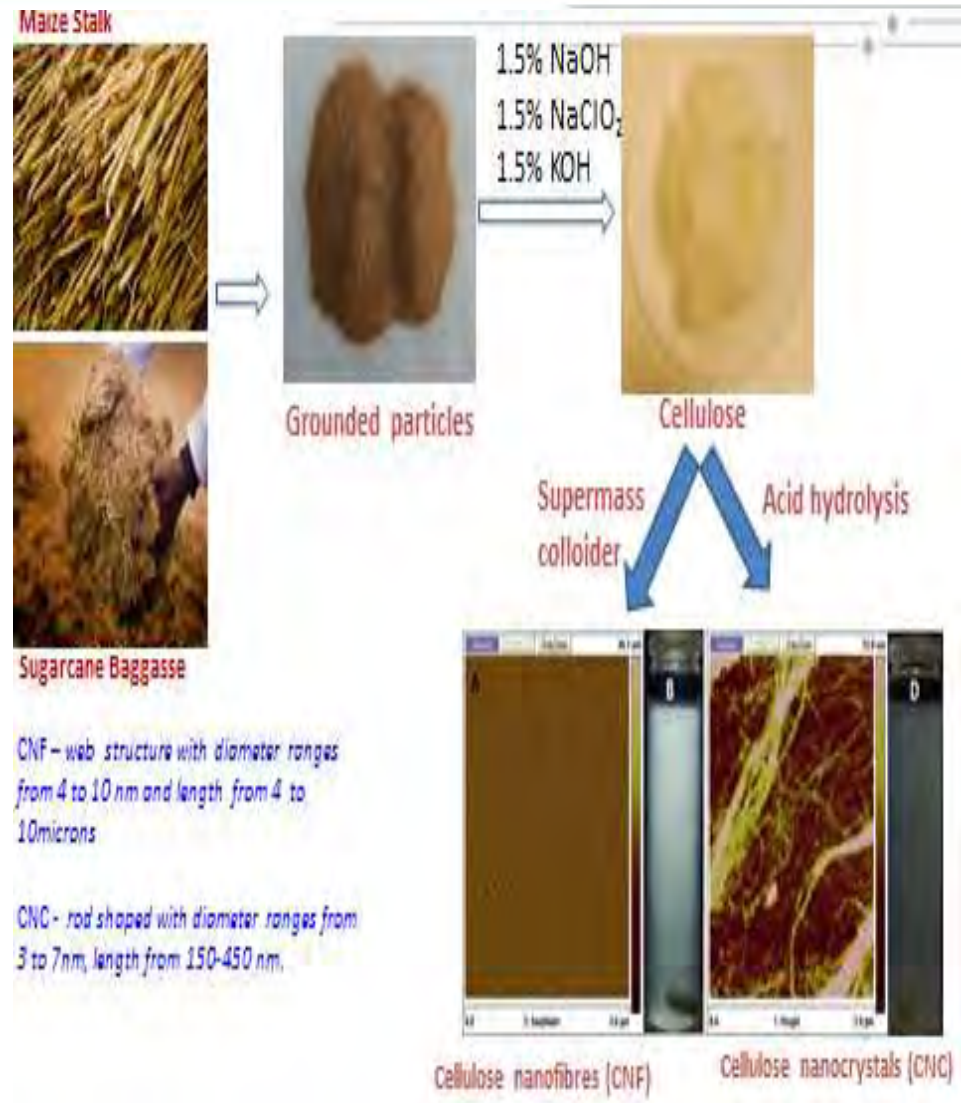 Maize Stalk
1.5% NaOH
1.5% NaClO₂
1.5% KOH
Grounded particles
Cellulose
Supermass
colloider
Acid hydrolysis
Sugarcane Baggasse
CNF – web structure with diameter ranges
from 4 to 10 nm and length from 4 to
10microns
CNC - rod shaped with diameter ranges from
3 to 7nm, length from 150-450 nm.
A
B
D
Cellulose nanofibres (CNF)
Cellulose nanocrystals (CNC)